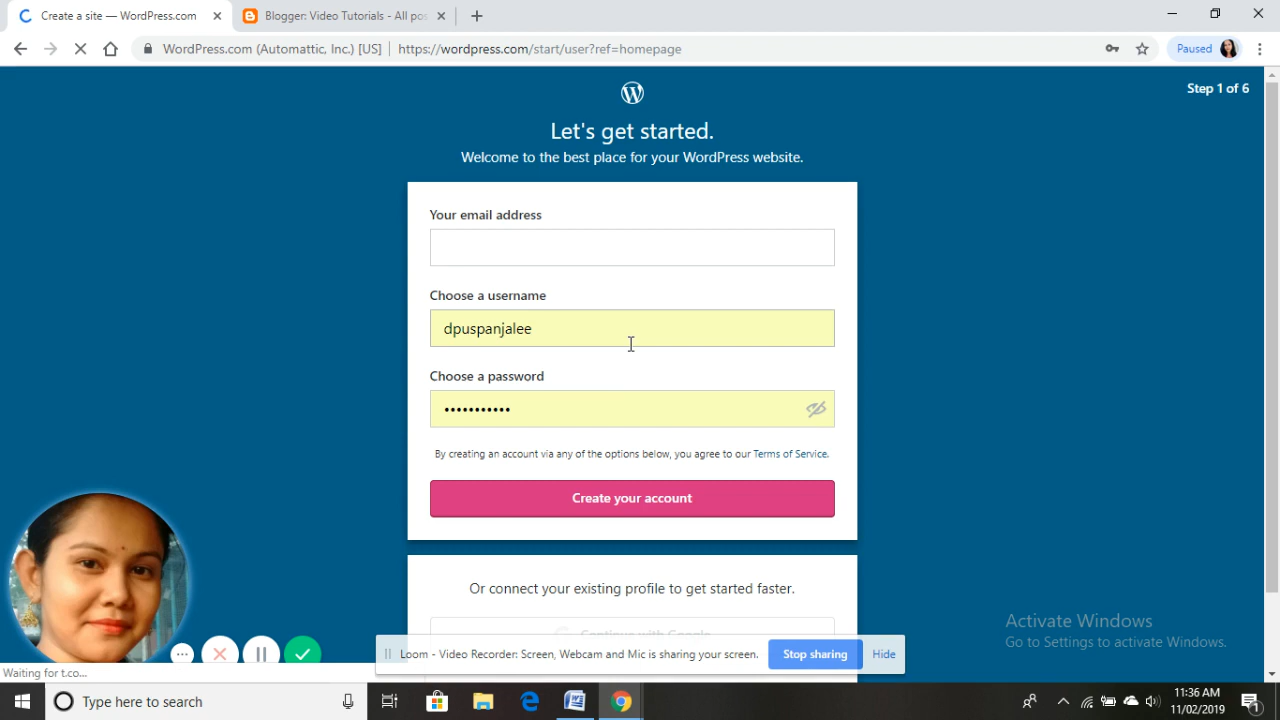 Create a site — WordPress.com
Blogger: Video Tutorials - All pos
WordPress.com (Automattic, Inc.) [US] | https://wordpress.com/start/user?ref=homepage
Paused
Step 1 of 6
Let's get started.
Welcome to the best place for your WordPress website.
Your email address
Choose a username
dpuspanjalee
Choose a password
•••••••••••
By creating an account via any of the options below, you agree to our Terms of Service.
Create your account
Or connect your existing profile to get started faster.
Continue with Google
Activate Windows
Go to Settings to activate Windows.
Loom - Video Recorder: Screen, Webcam and Mic is sharing your screen.
Stop sharing
Hide
Waiting for t.co...
Type here to search
11:36 AM
11/02/2019
1